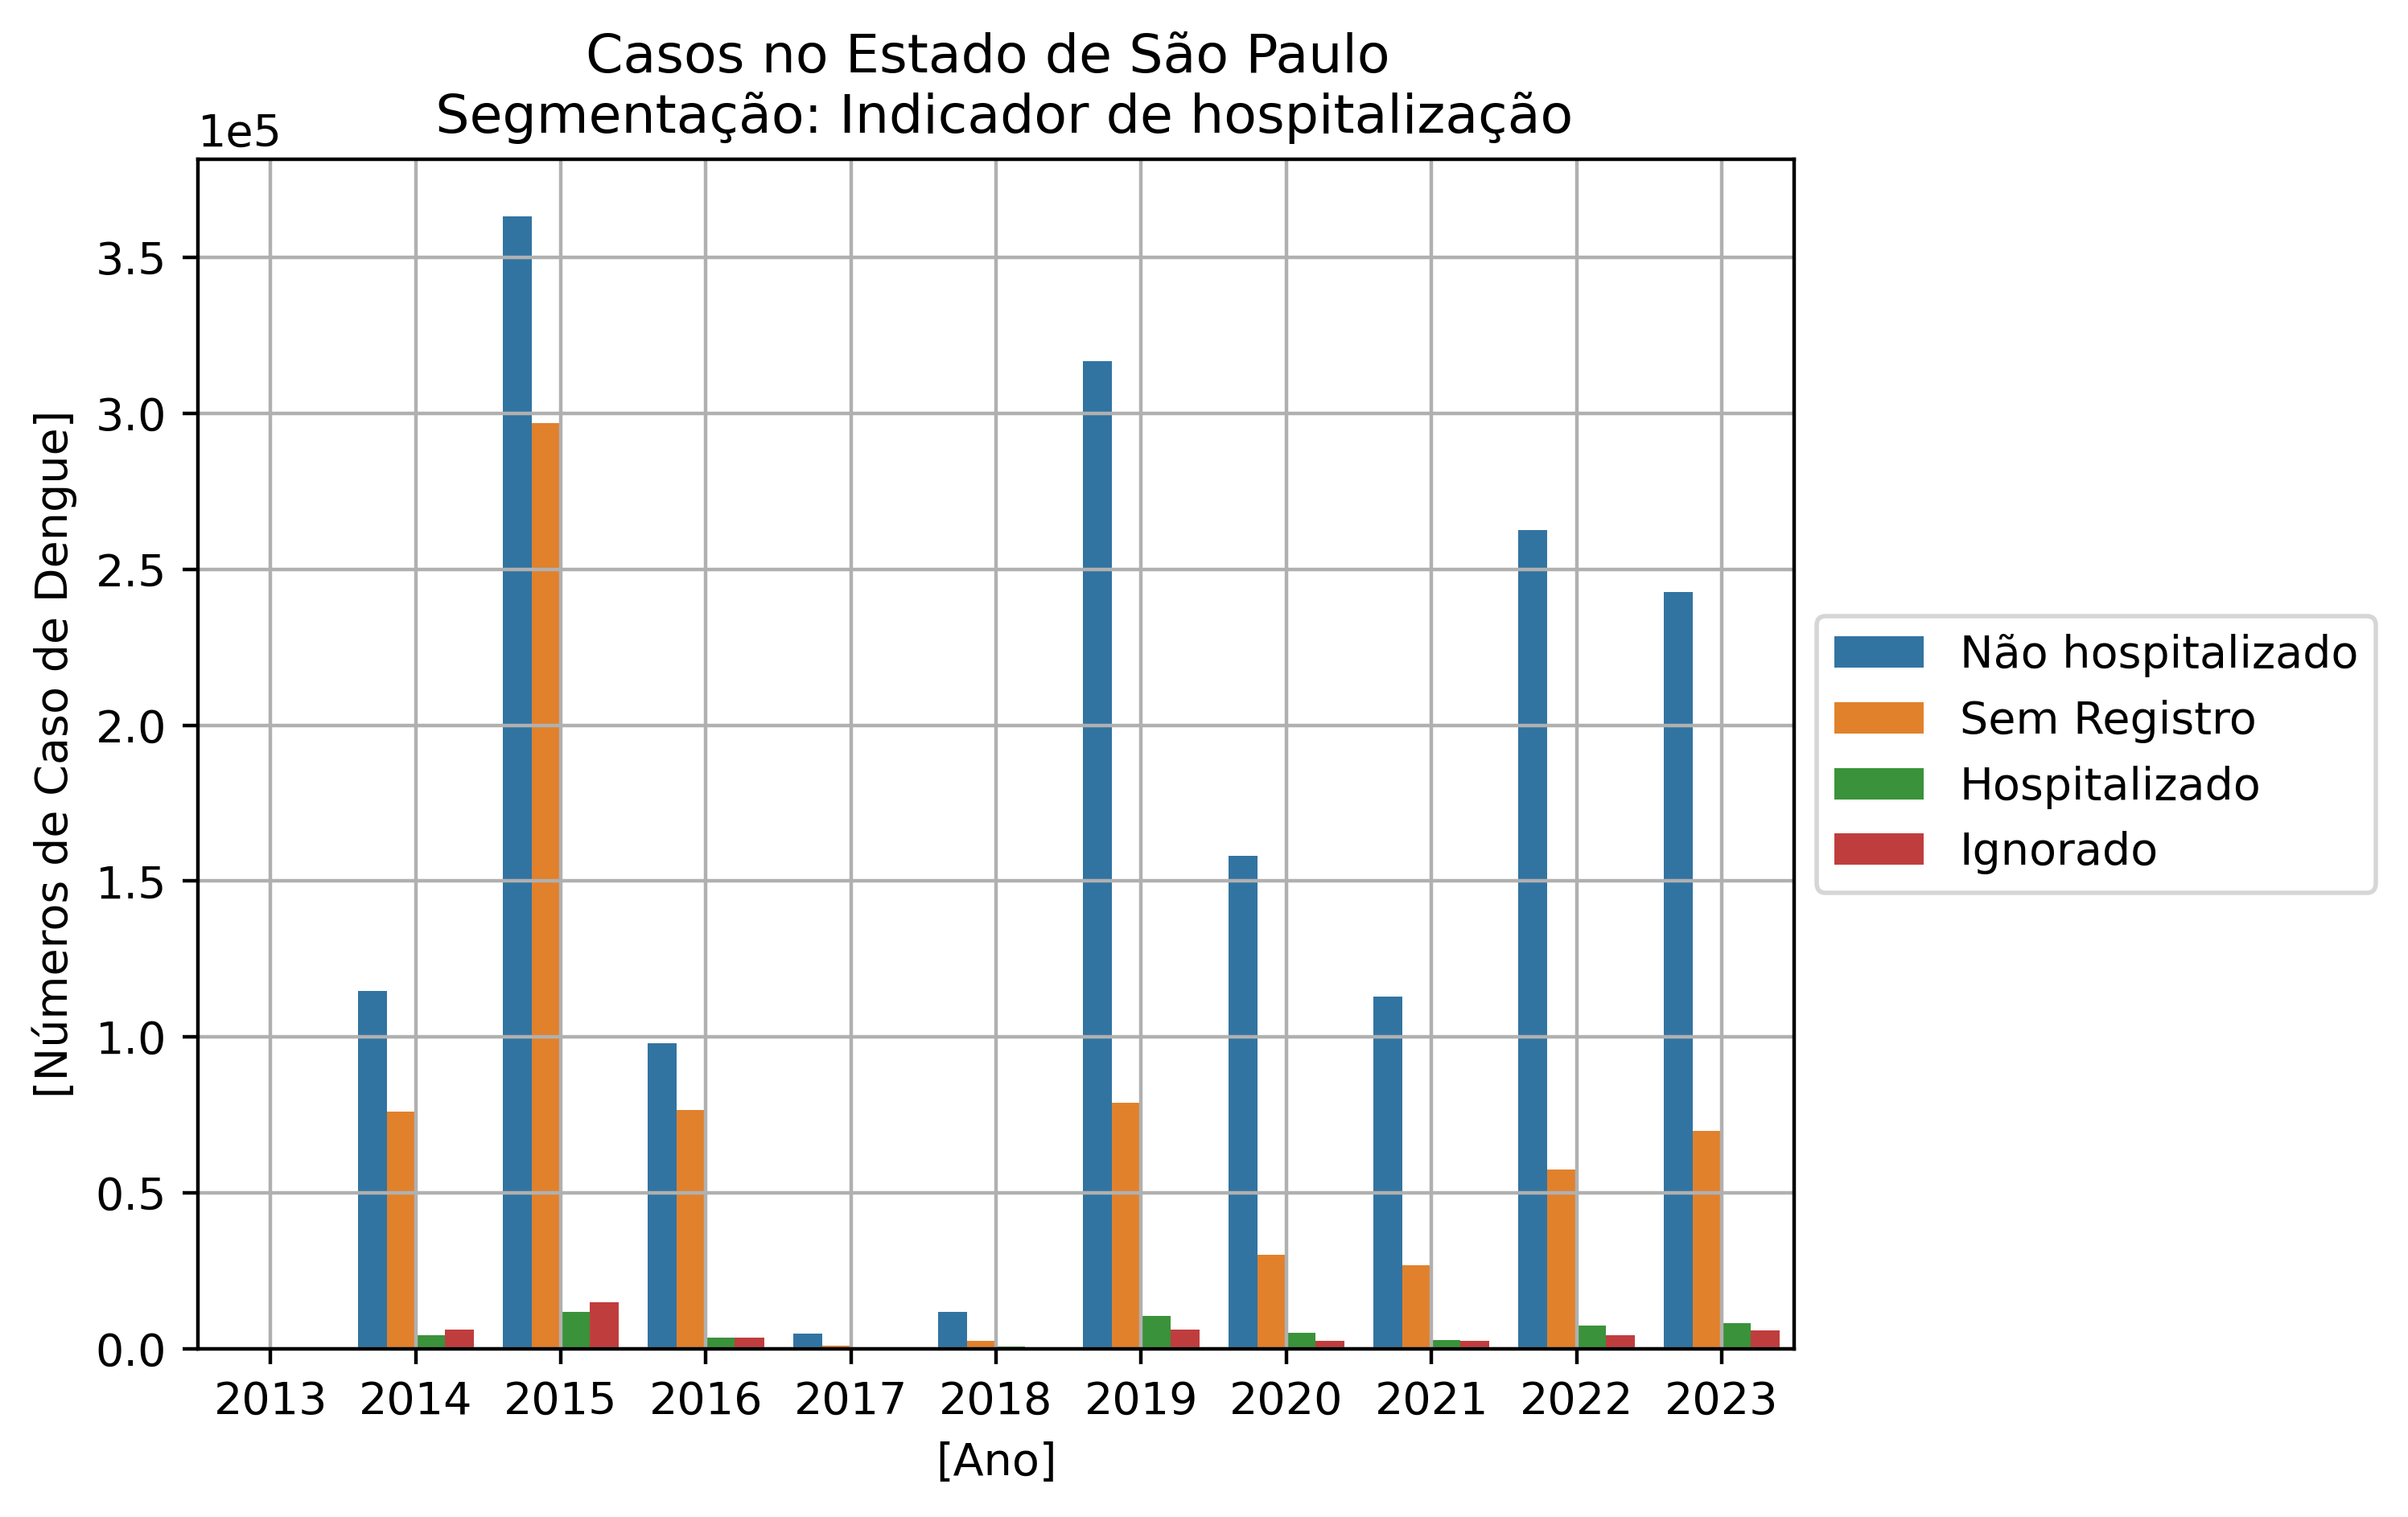 Casos no Estado de São Paulo
Segmentação: Indicador de hospitalização
1e5
[Números de Caso de Dengue]
3.5
3.0
2.5
2.0
1.5
1.0
0.5
0.0
2013 2014 2015 2016 2017 2018 2019 2020 2021 2022 2023
[Ano]
Não hospitalizado
Sem Registro
Hospitalizado
Ignorado